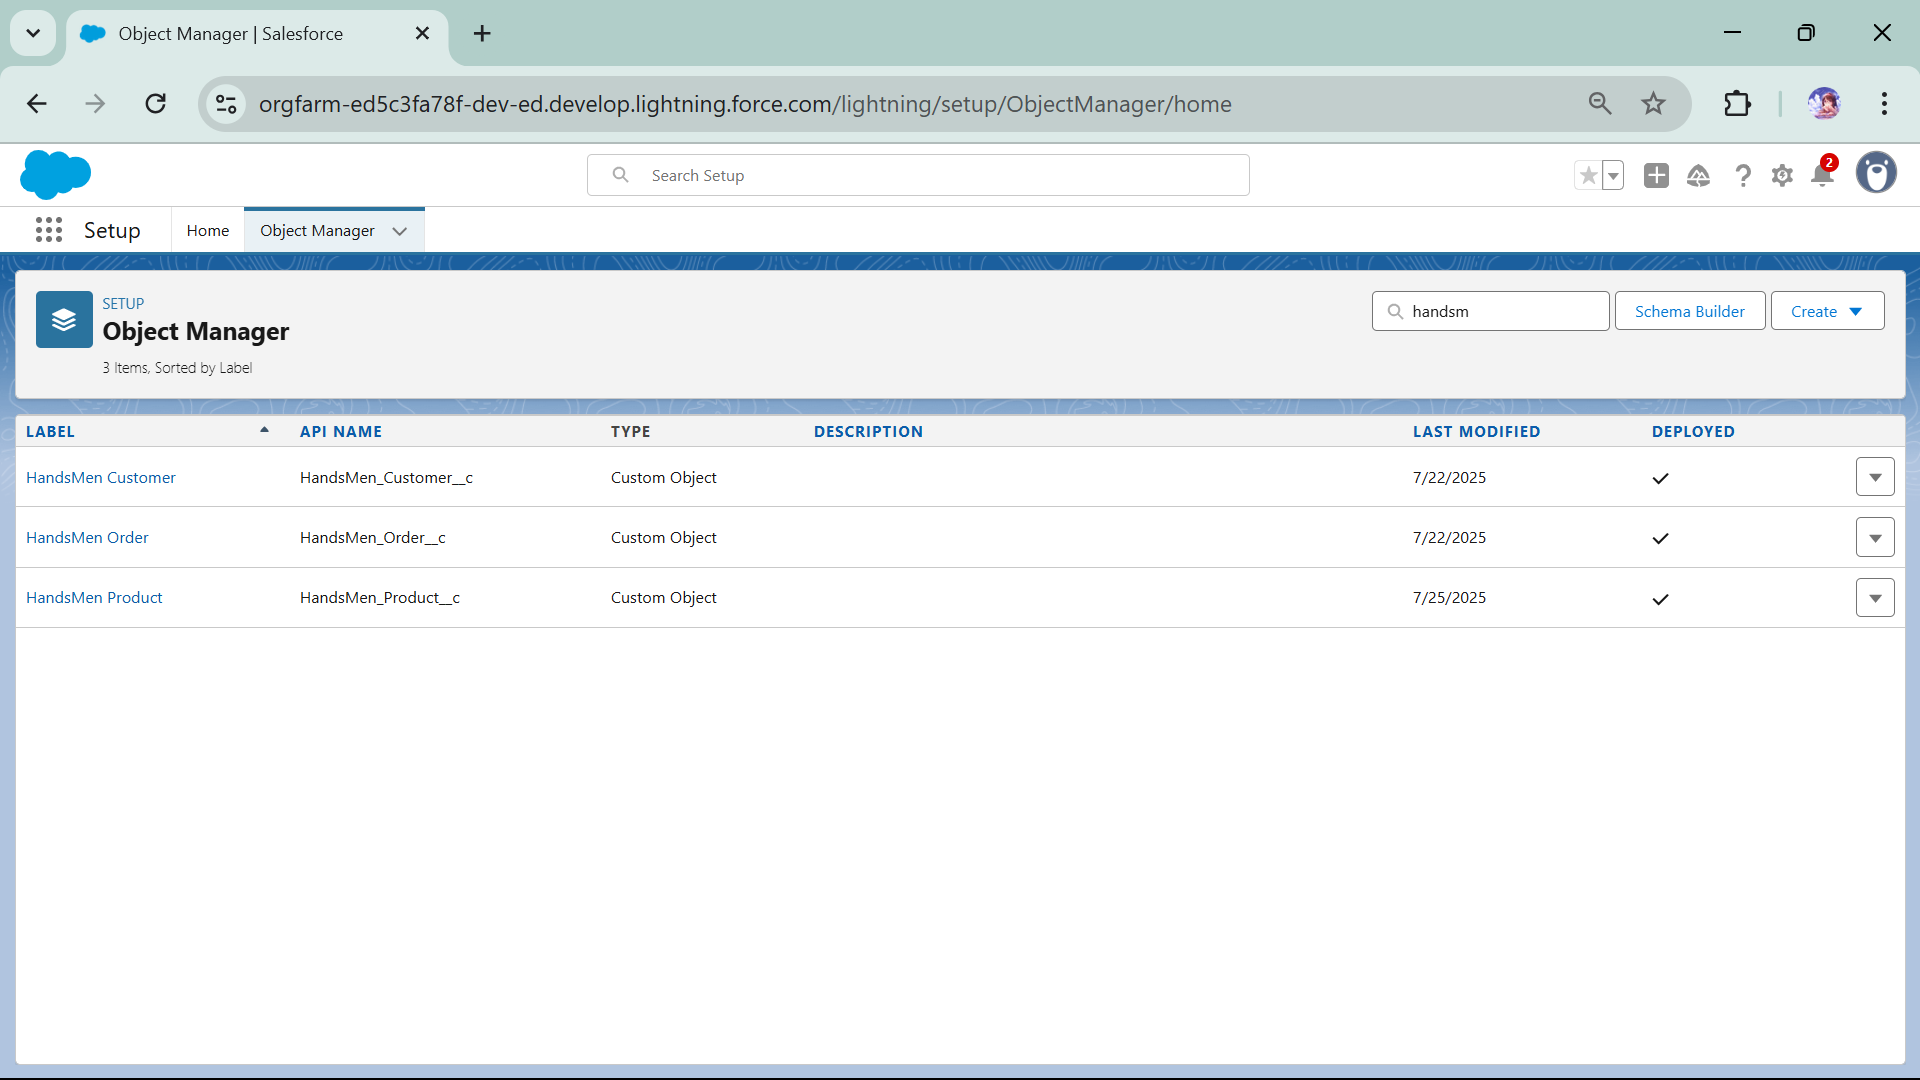 Object Manager | Salesforce
orgfarm-ed5c3fa78f-dev-ed.develop.lightning.force.com/lightning/setup/ObjectManager/home
Search Setup
2
Setup
Home
Object Manager
SETUP
Object Manager
3 Items, Sorted by Label
handsm
Schema Builder
Create
LABEL API NAME TYPE DESCRIPTION LAST MODIFIED DEPLOYED
HandsMen Customer HandsMen_Customer__c Custom Object 7/22/2025
HandsMen Order HandsMen_Order__c Custom Object 7/22/2025
HandsMen Product HandsMen_Product__c Custom Object 7/25/2025